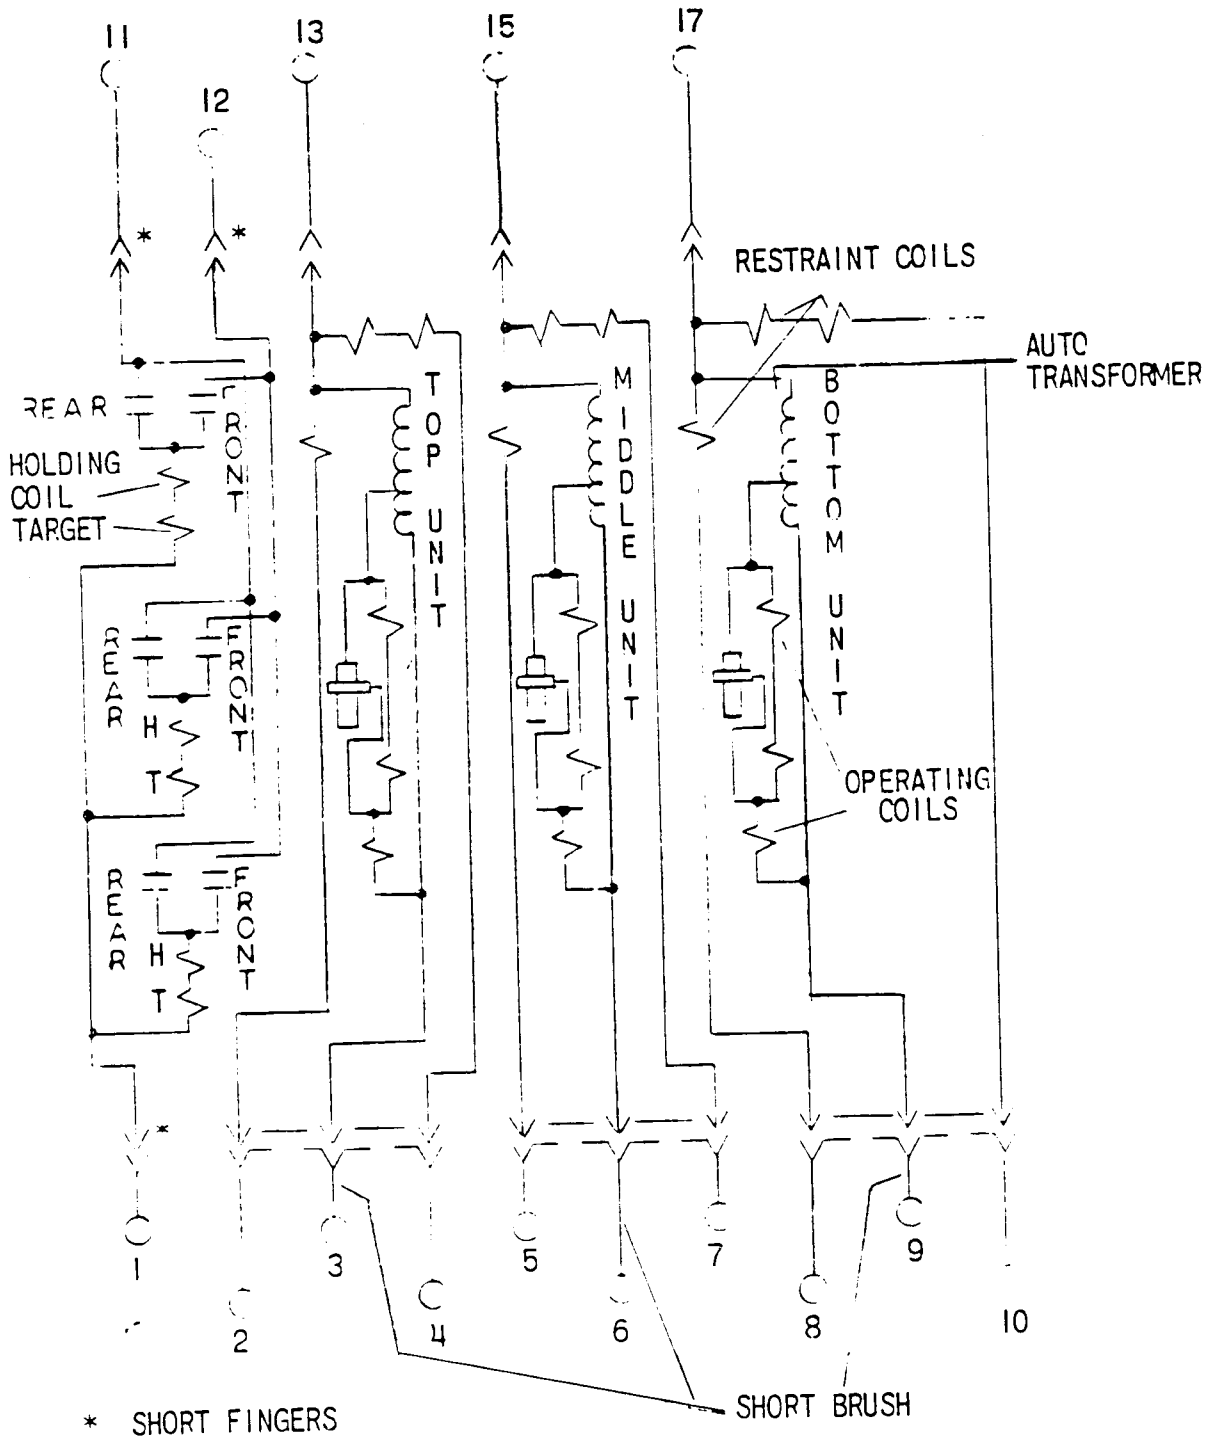 11
13
15
17
12
*
*
RESTRAINT COILS
AUTO
TRANSFORMER
REAR
FRONT
TOP UNIT
MIDDLE UNIT
BOTTOM UNIT
HOLDING
COIL
TARGET
REAR
FRONT
H
T
OPERATING
COILS
REAR
FRONT
H
T
*
1
3
5
7
9
2
4
6
8
10
SHORT BRUSH
* SHORT FINGERS